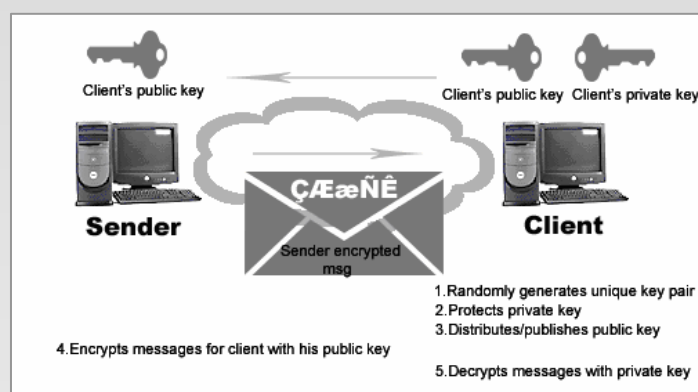 Client's public key
Client's public key
Client's private key
ÇÆæÑÊ
Sender
Client
Sender encrypted
msg
1.Randomly generates unique key pair
2.Protects private key
3.Distributes/publishes public key
4.Encrypts messages for client with his public key
5.Decrypts messages with private key